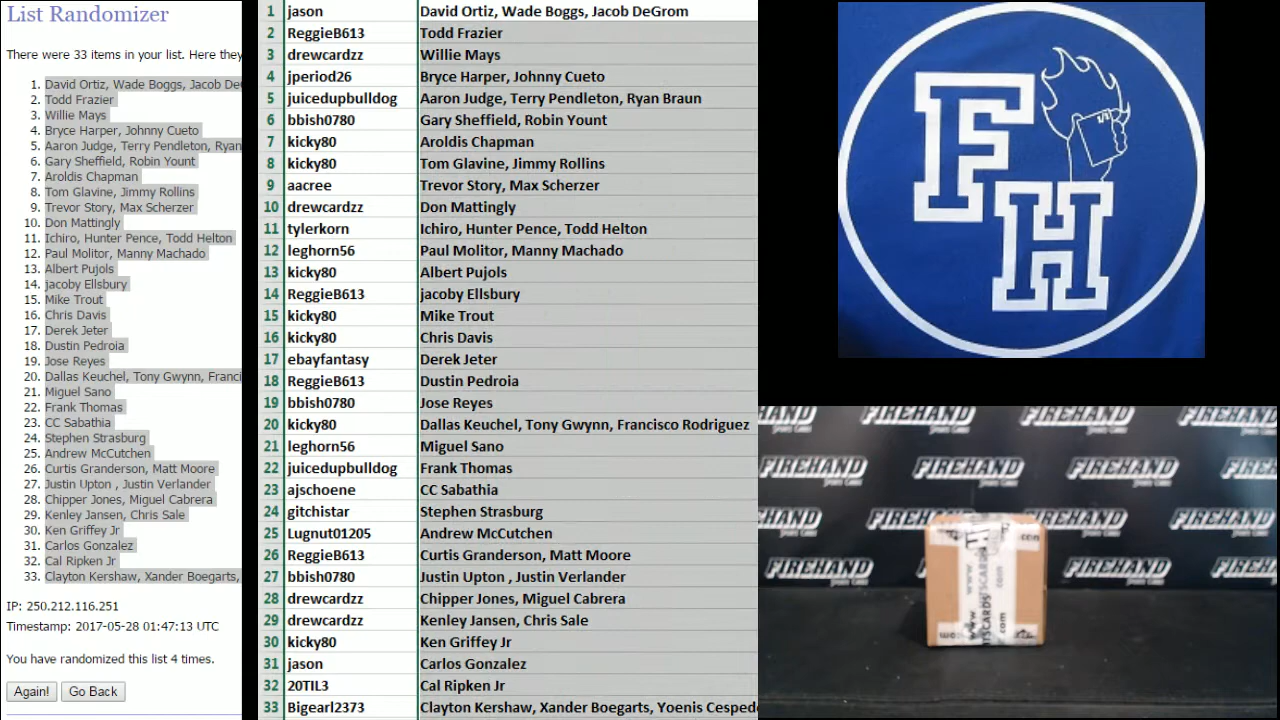 List Randomizer
There were 33 items in your list. Here they
1. David Ortiz, Wade Boggs, Jacob De
2. Todd Frazier
3. Willie Mays
4. Bryce Harper, Johnny Cueto
5. Aaron Judge, Terry Pendleton, Ryan
6. Gary Sheffield, Robin Yount
7. Aroldis Chapman
8. Tom Glavine, Jimmy Rollins
9. Trevor Story, Max Scherzer
10. Don Mattingly
11. Ichiro, Hunter Pence, Todd Helton
12. Paul Molitor, Manny Machado
13. Albert Pujols
14. jacoby Ellsbury
15. Mike Trout
16. Chris Davis
17. Derek Jeter
18. Dustin Pedroia
19. Jose Reyes
20. Dallas Keuchel, Tony Gwynn, Franci
21. Miguel Sano
22. Frank Thomas
23. CC Sabathia
24. Stephen Strasburg
25. Andrew McCutchen
26. Curtis Granderson, Matt Moore
27. Justin Upton , Justin Verlander
28. Chipper Jones, Miguel Cabrera
29. Kenley Jansen, Chris Sale
30. Ken Griffey Jr
31. Carlos Gonzalez
32. Cal Ripken Jr
33. Clayton Kershaw, Xander Boegarts,
IP: 250.212.116.251
Timestamp: 2017-05-28 01:47:13 UTC
You have randomized this list 4 times.
Again! Go Back
1 jason David Ortiz, Wade Boggs, Jacob DeGrom
2 ReggieB613 Todd Frazier
3 drewcardzz Willie Mays
4 jperiod26 Bryce Harper, Johnny Cueto
5 juicedupbulldog Aaron Judge, Terry Pendleton, Ryan Braun
6 bbish0780 Gary Sheffield, Robin Yount
7 kicky80 Aroldis Chapman
8 kicky80 Tom Glavine, Jimmy Rollins
9 aacree Trevor Story, Max Scherzer
10 drewcardzz Don Mattingly
11 tylerkorn Ichiro, Hunter Pence, Todd Helton
12 leghorn56 Paul Molitor, Manny Machado
13 kicky80 Albert Pujols
14 ReggieB613 jacoby Ellsbury
15 kicky80 Mike Trout
16 kicky80 Chris Davis
17 ebayfantasy Derek Jeter
18 ReggieB613 Dustin Pedroia
19 bbish0780 Jose Reyes
20 kicky80 Dallas Keuchel, Tony Gwynn, Francisco Rodriguez
21 leghorn56 Miguel Sano
22 juicedupbulldog Frank Thomas
23 ajschoene CC Sabathia
24 gitchistar Stephen Strasburg
25 Lugnut01205 Andrew McCutchen
26 ReggieB613 Curtis Granderson, Matt Moore
27 bbish0780 Justin Upton , Justin Verlander
28 drewcardzz Chipper Jones, Miguel Cabrera
29 drewcardzz Kenley Jansen, Chris Sale
30 kicky80 Ken Griffey Jr
31 jason Carlos Gonzalez
32 20TIL3 Cal Ripken Jr
33 Bigearl2373 Clayton Kershaw, Xander Boegarts, Yoenis Cesped
FH
1/1
FIREHAND
FIREHAND
FIREHAND
FIREHAND
FIREHAND
FIREHAND
FIREHAND
FIREHAND
FIREHAND
FIREHAND
www
.com